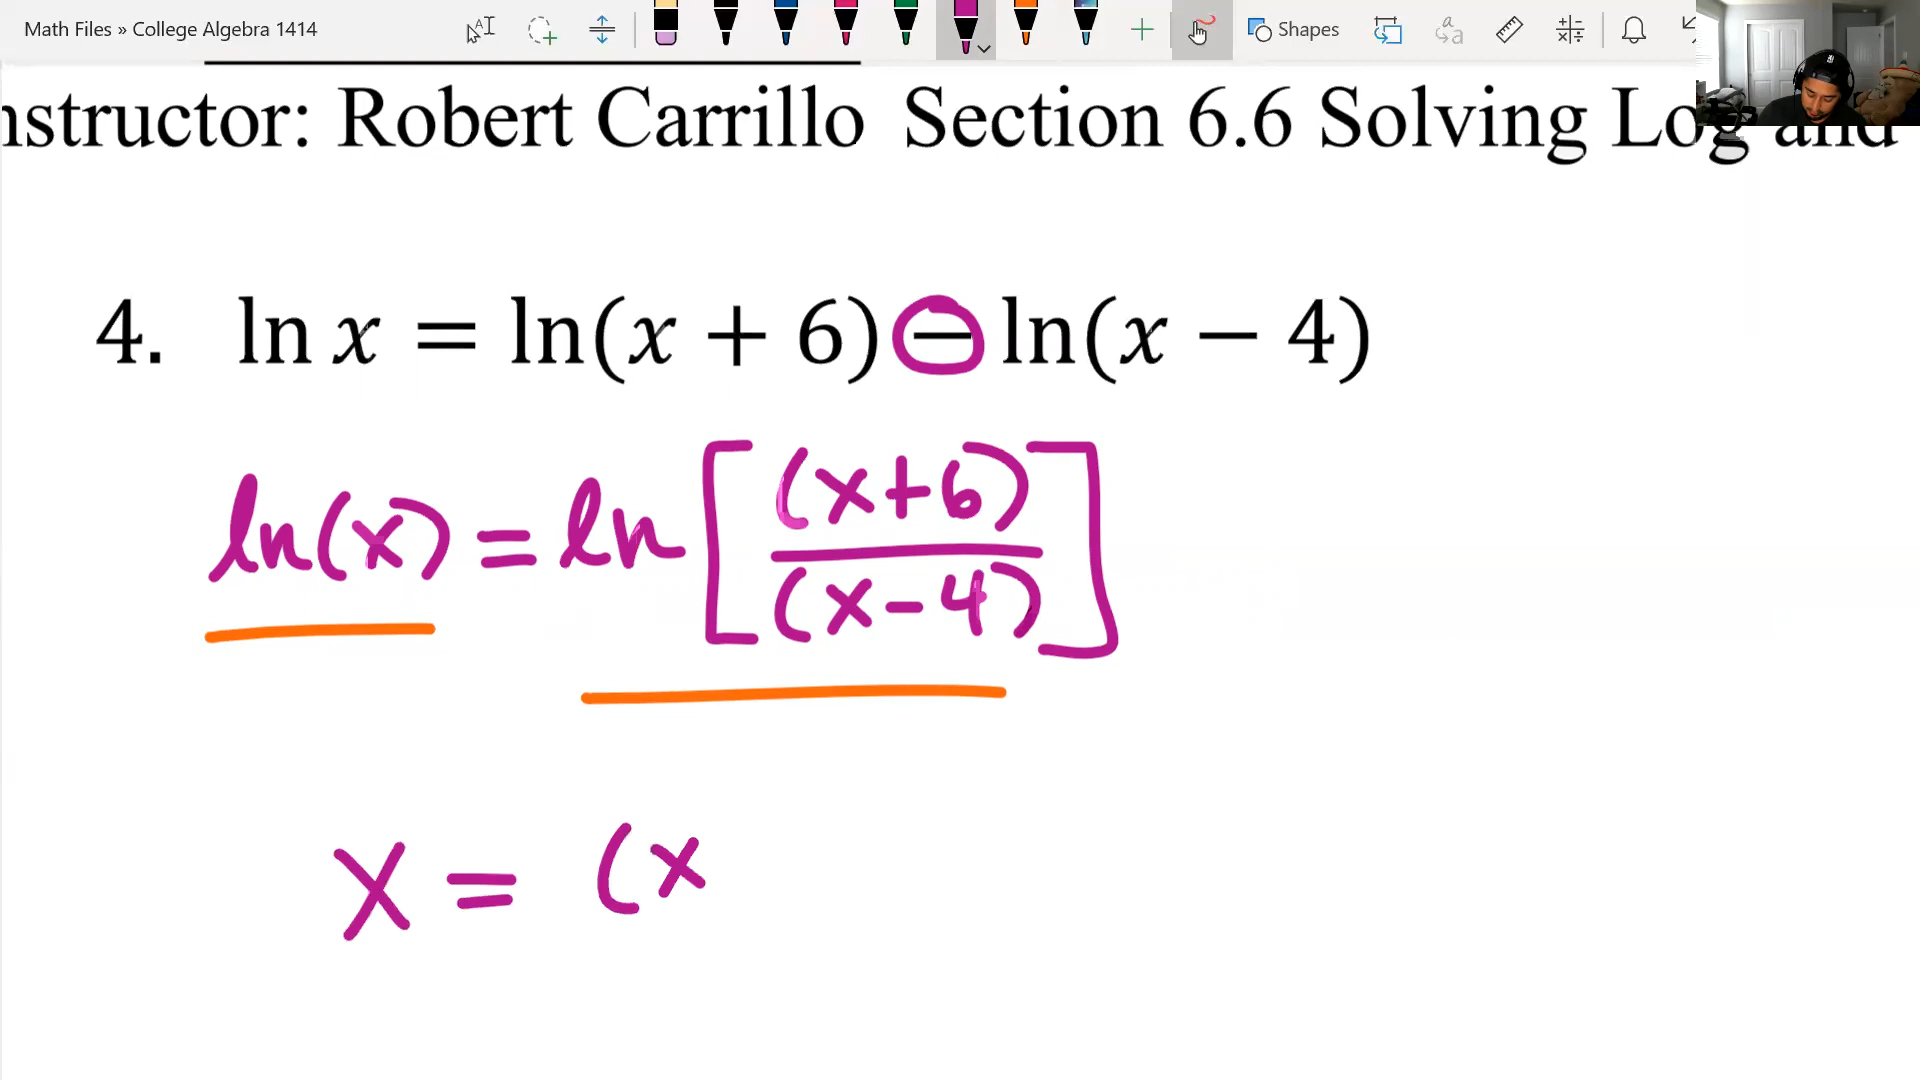 Math Files » College Algebra 1414
Shapes
nstructor: Robert Carrillo Section 6.6 Solving Log and
4. ln x = ln(x + 6) − ln(x − 4)
ln(x) = ln [(x+6)/(x-4)]
x = (x